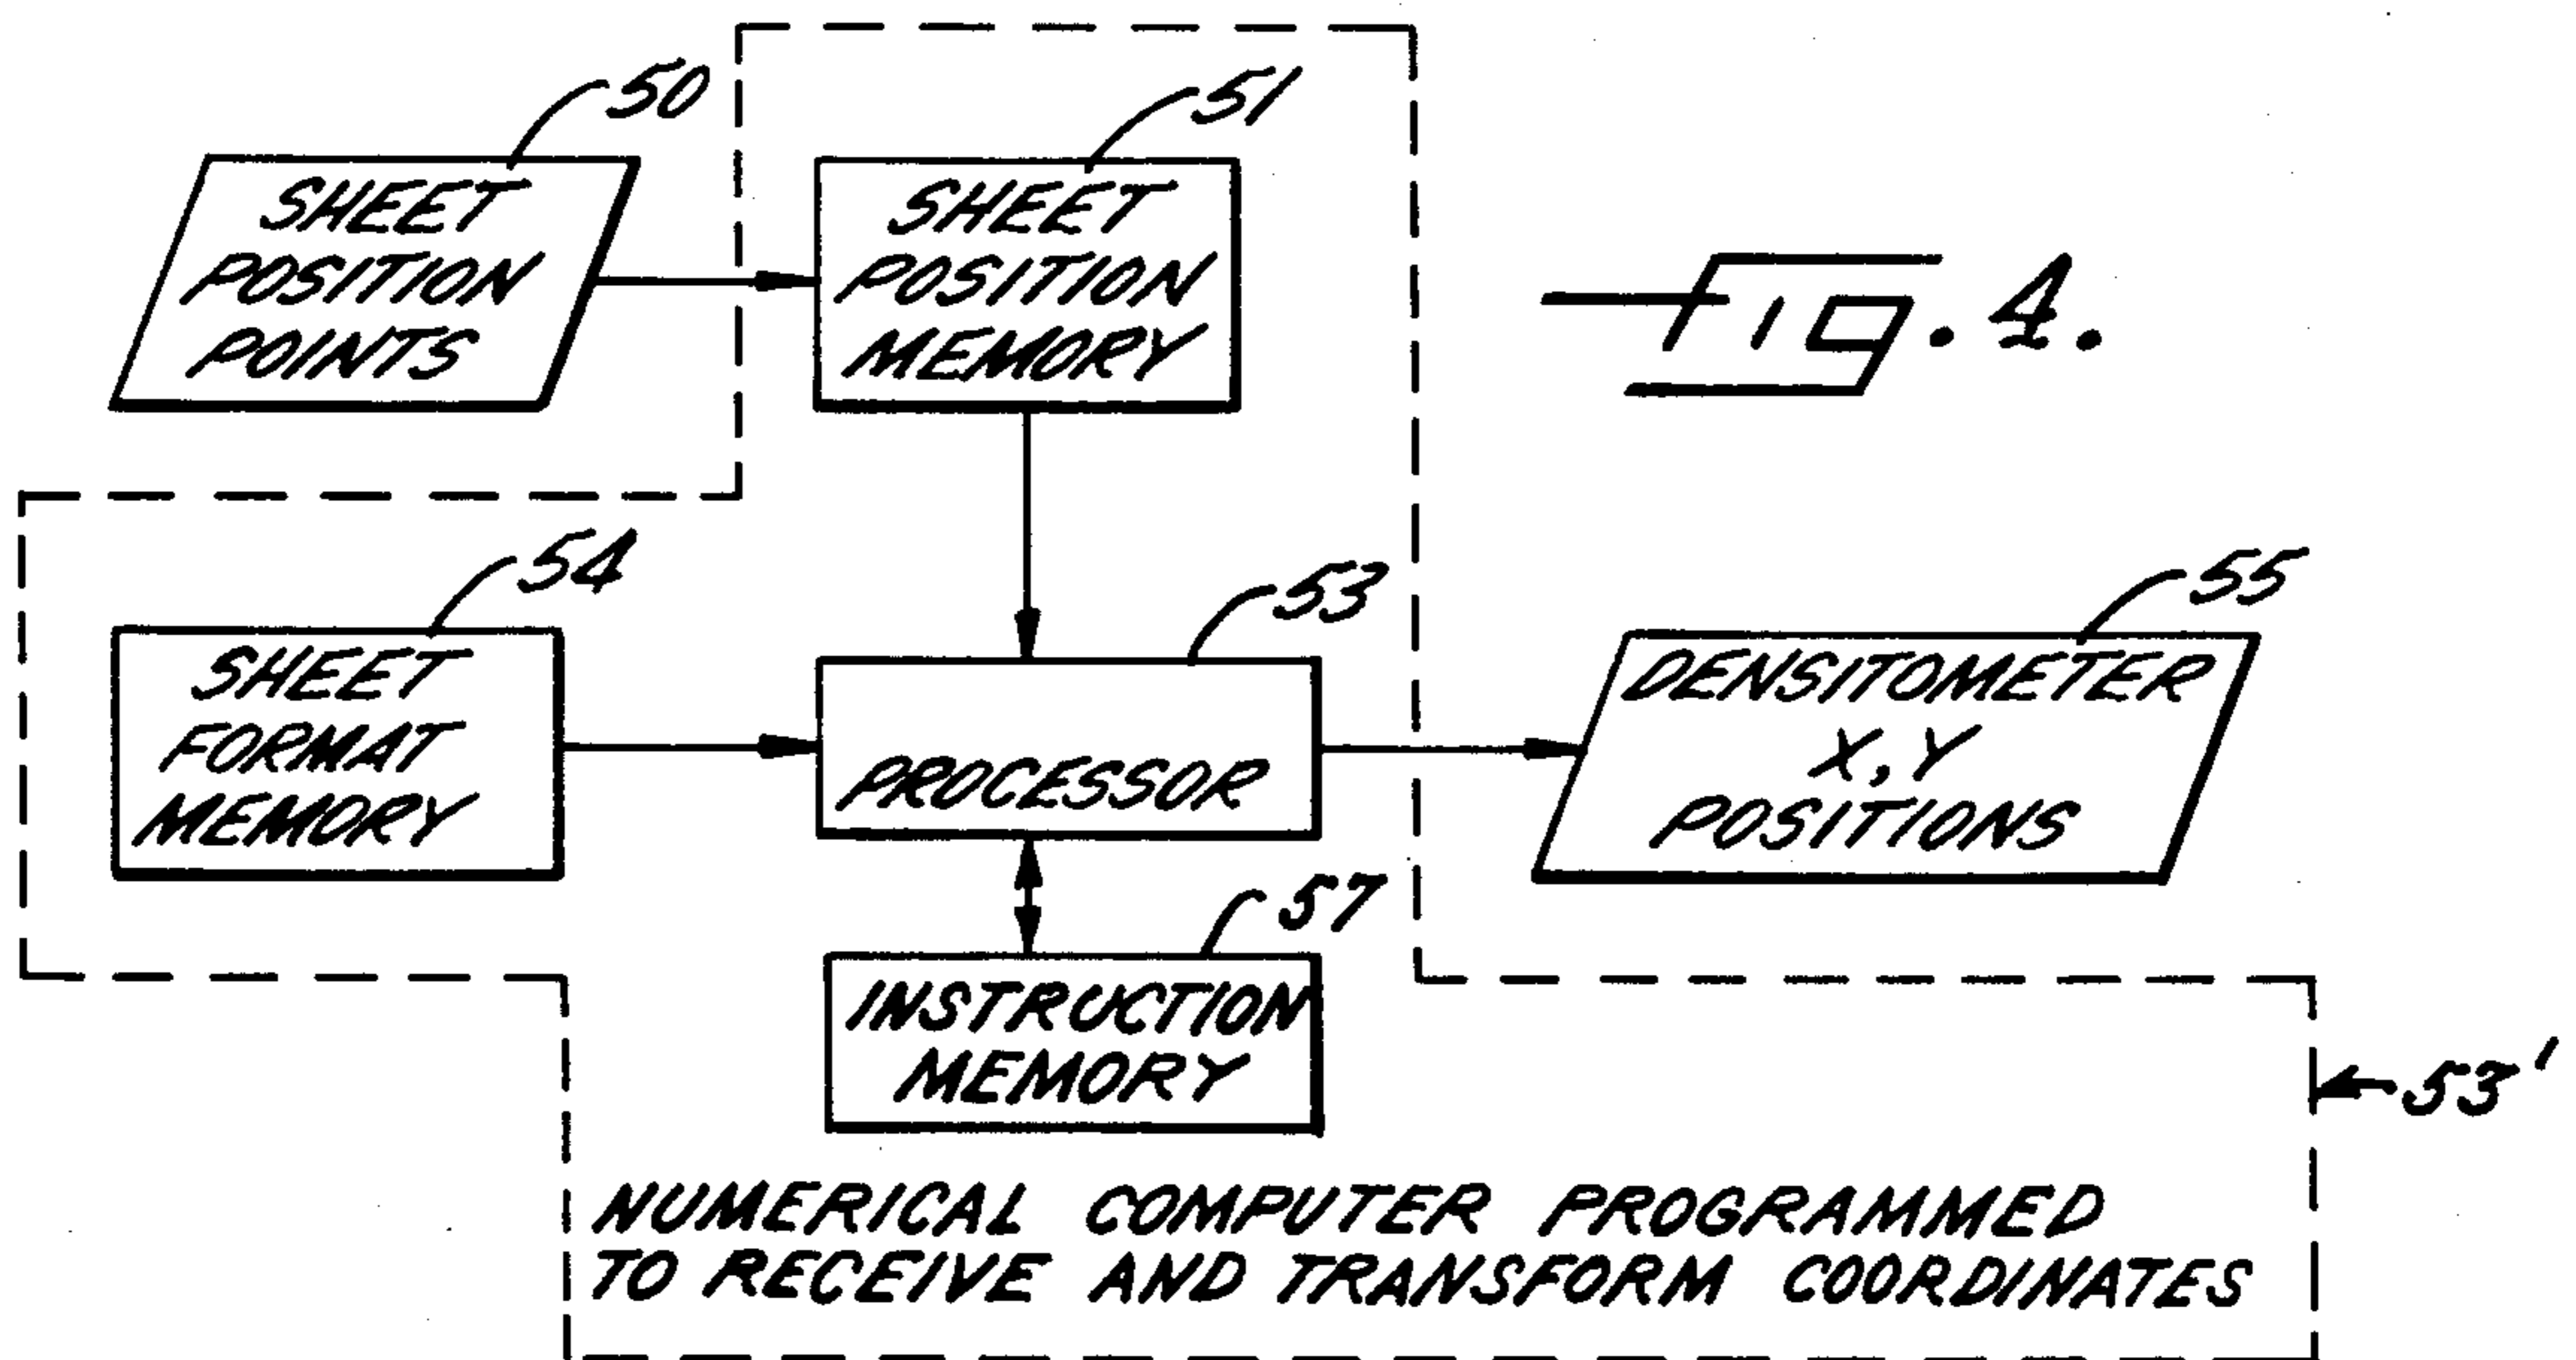 50
SHEET
POSITION
POINTS
51
SHEET
POSITION
MEMORY
Fig. 4.
54
SHEET
FORMAT
MEMORY
53
PROCESSOR
55
DENSITOMETER
X, Y
POSITIONS
57
INSTRUCTION
MEMORY
53'
NUMERICAL COMPUTER PROGRAMMED
TO RECEIVE AND TRANSFORM COORDINATES